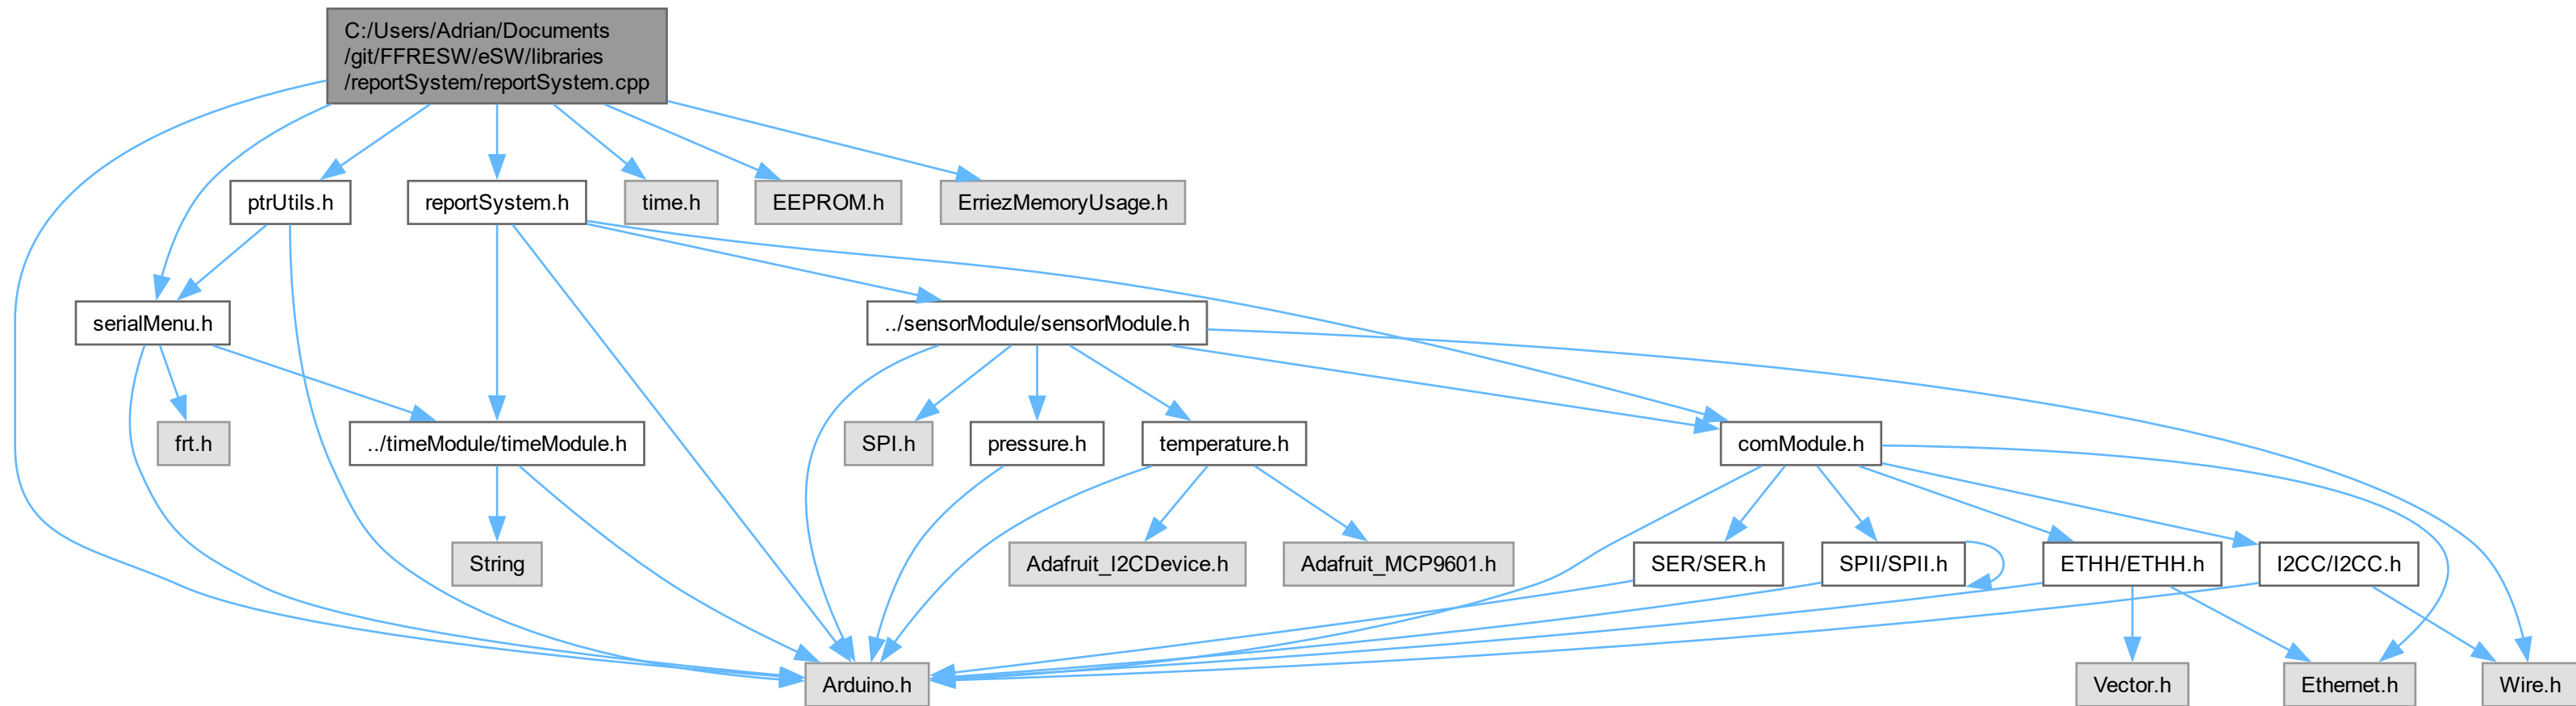 C:/Users/Adrian/Documents
/git/FFRESW/eSW/libraries
/reportSystem/reportSystem.cpp
ptrUtils.h
reportSystem.h
time.h
EEPROM.h
ErriezMemoryUsage.h
serialMenu.h
../sensorModule/sensorModule.h
frt.h
../timeModule/timeModule.h
SPI.h
pressure.h
temperature.h
comModule.h
String
Adafruit_I2CDevice.h
Adafruit_MCP9601.h
SER/SER.h
SPII/SPII.h
ETHH/ETHH.h
I2CC/I2CC.h
Arduino.h
Vector.h
Ethernet.h
Wire.h